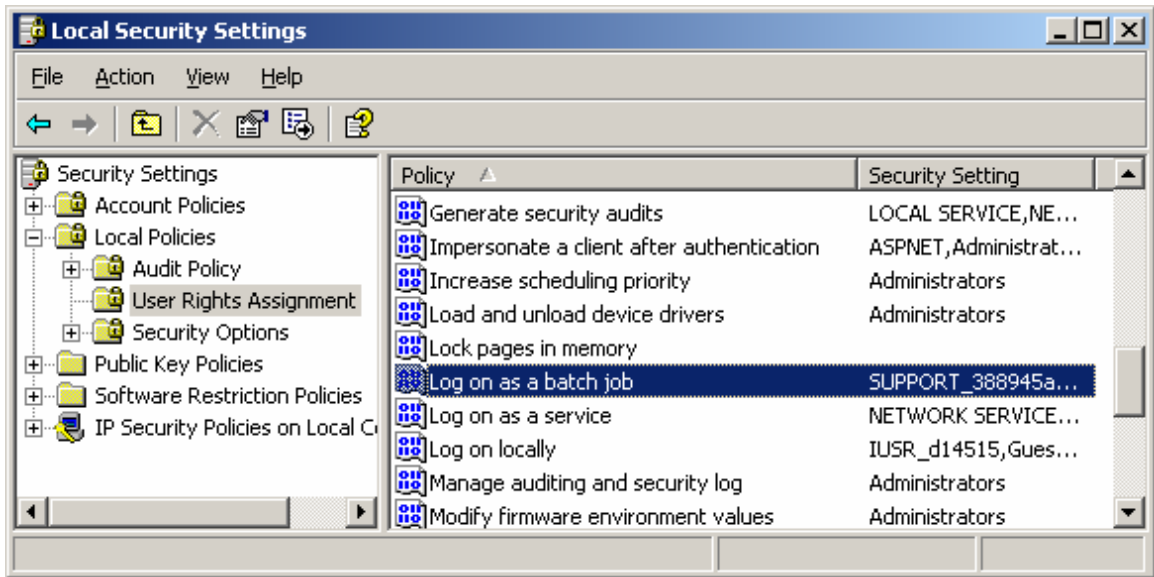 Local Security Settings
File Action View Help
Security Settings
Account Policies
Local Policies
Audit Policy
User Rights Assignment
Security Options
Public Key Policies
Software Restriction Policies
IP Security Policies on Local C
Policy Security Setting
Generate security audits LOCAL SERVICE,NE...
Impersonate a client after authentication ASPNET,Administrat...
Increase scheduling priority Administrators
Load and unload device drivers Administrators
Lock pages in memory
Log on as a batch job SUPPORT_388945a...
Log on as a service NETWORK SERVICE...
Log on locally IUSR_d14515,Gues...
Manage auditing and security log Administrators
Modify firmware environment values Administrators